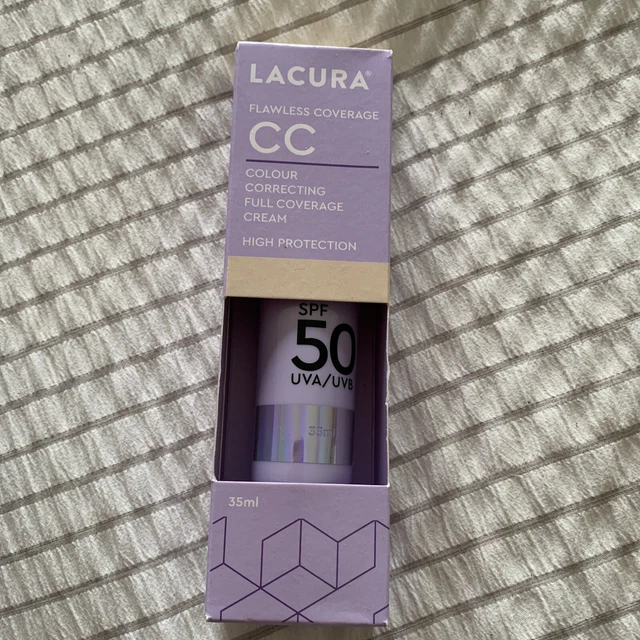 LACURA®
FLAWLESS COVERAGE
CC
COLOUR
CORRECTING
FULL COVERAGE
CREAM
HIGH PROTECTION
SPF
50
UVA/UVB
35ml
35ml